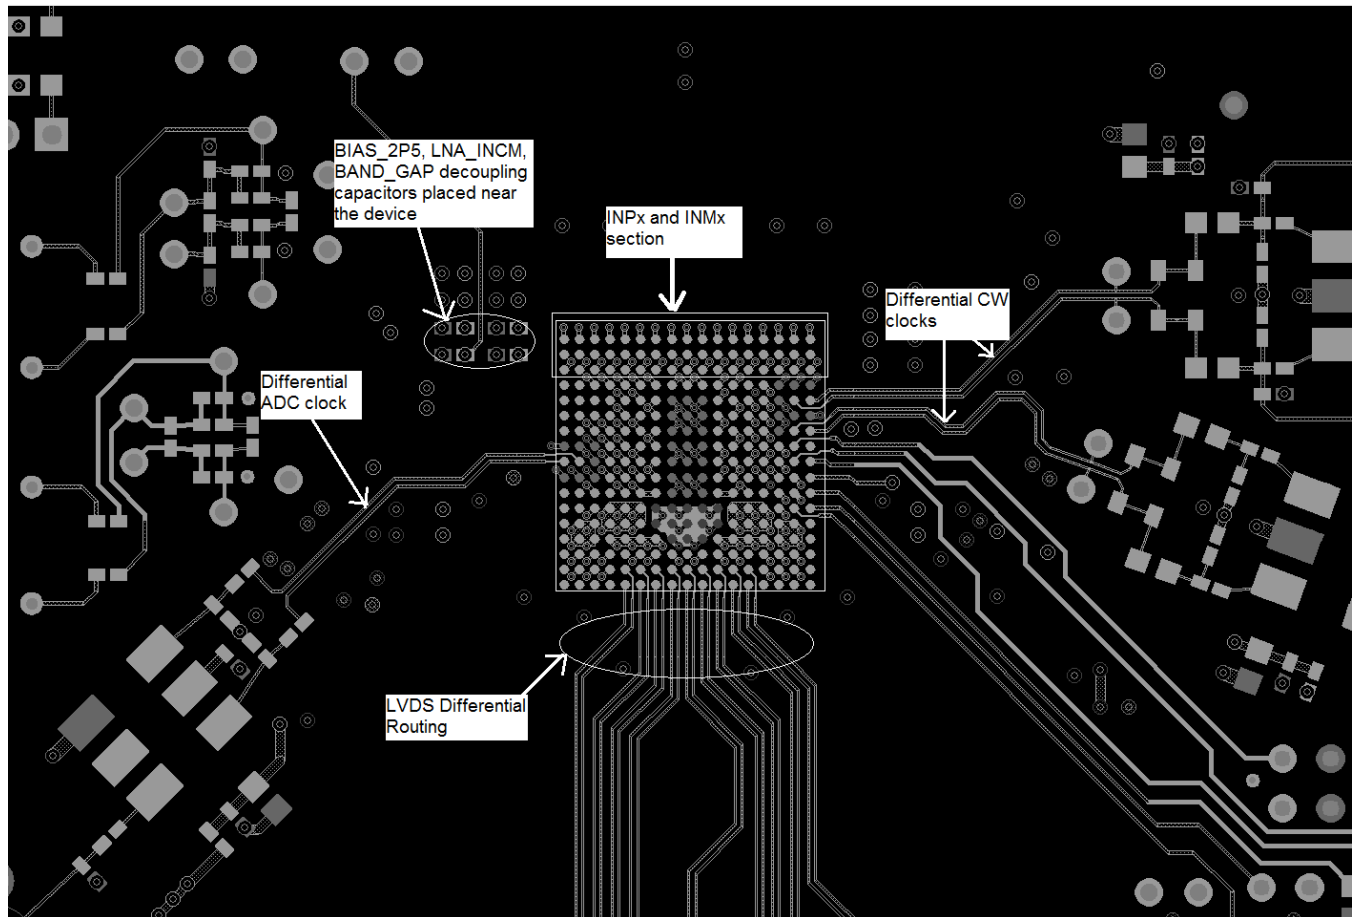 BIAS_2P5, LNA_INCM,
BAND_GAP decoupling
capacitors placed near
the device
INPx and INMx
section
Differential CW
clocks
Differential
ADC clock
LVDS Differential
Routing